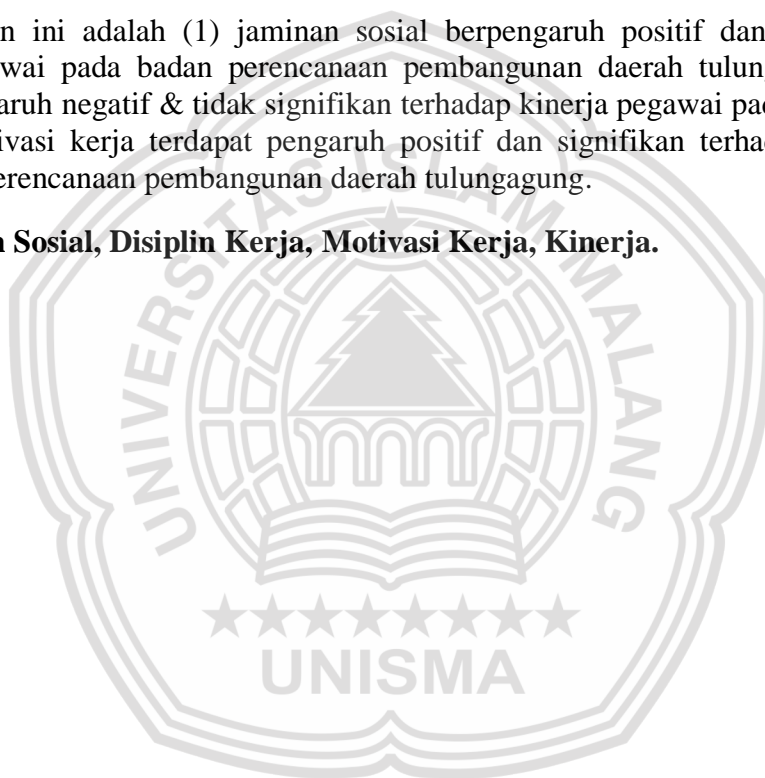 n ini adalah (1) jaminan sosial berpengaruh positif dan
wai pada badan perencanaan pembangunan daerah tulun
aruh negatif & tidak signifikan terhadap kinerja pegawai pad
ivasi kerja terdapat pengaruh positif dan signifikan terha
erencanaan pembangunan daerah tulungagung.
n Sosial, Disiplin Kerja, Motivasi Kerja, Kinerja.
UNIVERSITAS ISLAM MALANG
UNISMA